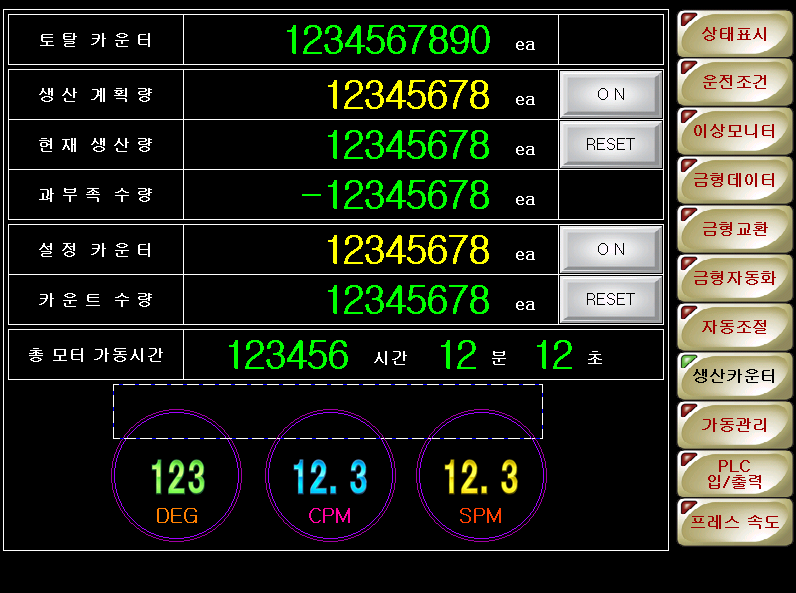 토탈 카운터 1234567890 ea
생산 계획량 12345678 ea ON
현재 생산량 12345678 ea RESET
과부족 수량 -12345678 ea
설정 카운터 12345678 ea ON
카운트 수량 12345678 ea RESET
총 모터 가동시간 123456 시간 12 분 12 초
123 12.3 12.3
DEG CPM SPM
상태표시
운전조건
이상모니터
금형데이터
금형교환
금형자동화
자동조절
생산카운터
가동관리
PLC
입/출력
프레스 속도